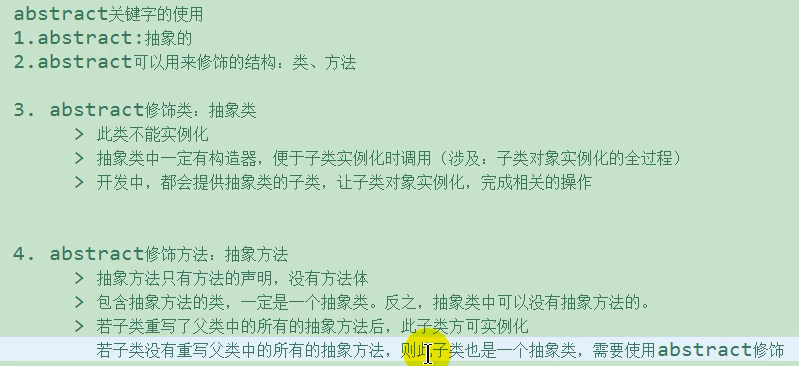 abstract关键字的使用
1.abstract:抽象的
2.abstract可以用来修饰的结构：类、方法
3. abstract修饰类：抽象类
> 此类不能实例化
> 抽象类中一定有构造器，便于子类实例化时调用（涉及：子类对象实例化的全过程）
> 开发中，都会提供抽象类的子类，让子类对象实例化，完成相关的操作
4. abstract修饰方法：抽象方法
> 抽象方法只有方法的声明，没有方法体
> 包含抽象方法的类，一定是一个抽象类。反之，抽象类中可以没有抽象方法的。
> 若子类重写了父类中的所有的抽象方法后，此子类方可实例化
若子类没有重写父类中的所有的抽象方法，则此子类也是一个抽象类，需要使用abstract修饰